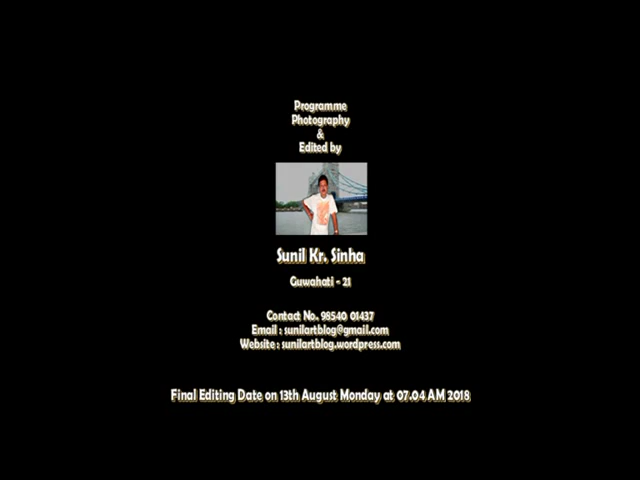 Programme
Photography
&
Edited by
Sunil Kr. Sinha
Guwahati - 21
Contact No. 98540 01437
Email : sunilartblog@gmail.com
Website : sunilartblog.wordpress.com
Final Editing Date on 13th August Monday at 07.04 AM 2018